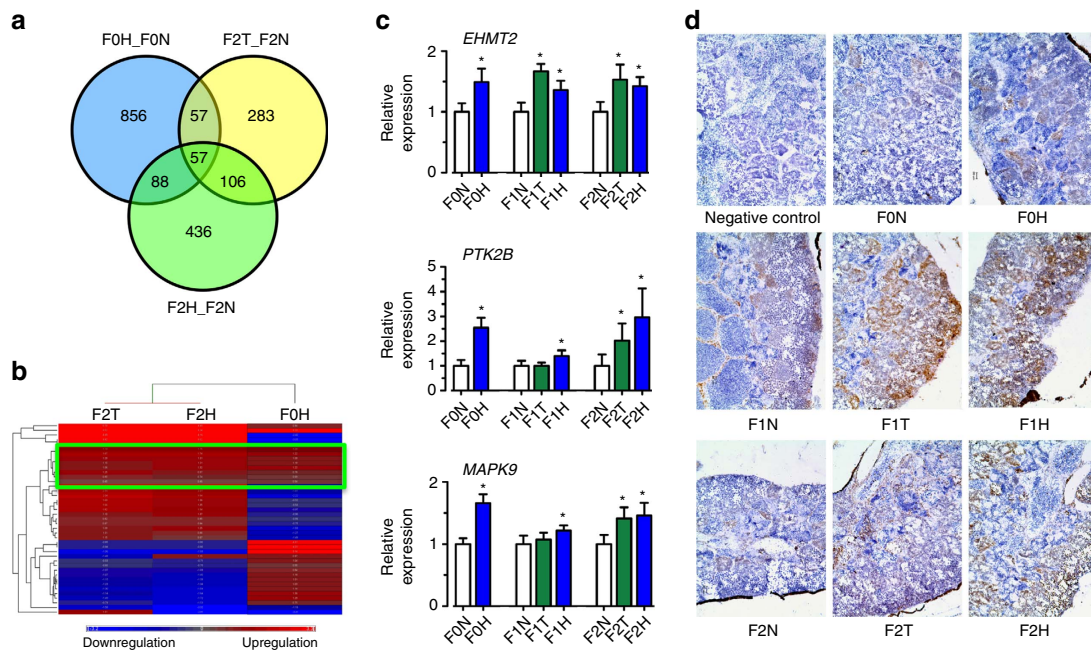 a
F0H_F0N
F2T_F2N
856
57
283
57
88
106
436
F2H_F2N
b
F2T
F2H
F0H
Downregulation
Upregulation
c
EHMT2
Relative
expression
2
1
0
*
*
*
*
*
F0N
F0H
F1N
F1T
F1H
F2N
F2T
F2H
PTK2B
Relative
expression
5
4
3
2
1
0
*
*
*
*
F0N
F0H
F1N
F1T
F1H
F2N
F2T
F2H
MAPK9
Relative
expression
2
1
0
*
*
*
*
F0N
F0H
F1N
F1T
F1H
F2N
F2T
F2H
d
Negative control
F0N
F0H
F1N
F1T
F1H
F2N
F2T
F2H